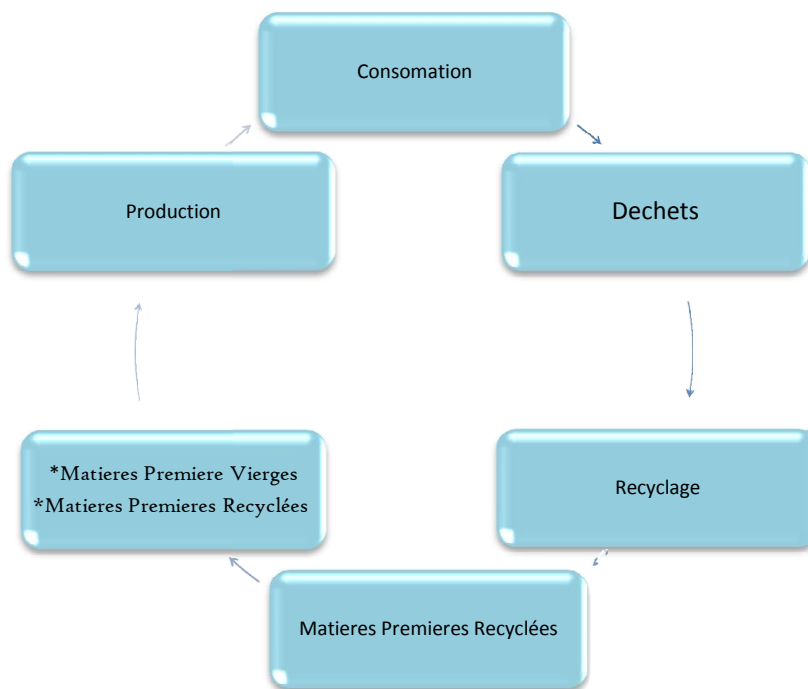 Consomation
Production
Dechets
*Matieres Premiere Vierges
*Matieres Premieres Recyclées
Recyclage
Matieres Premieres Recyclées